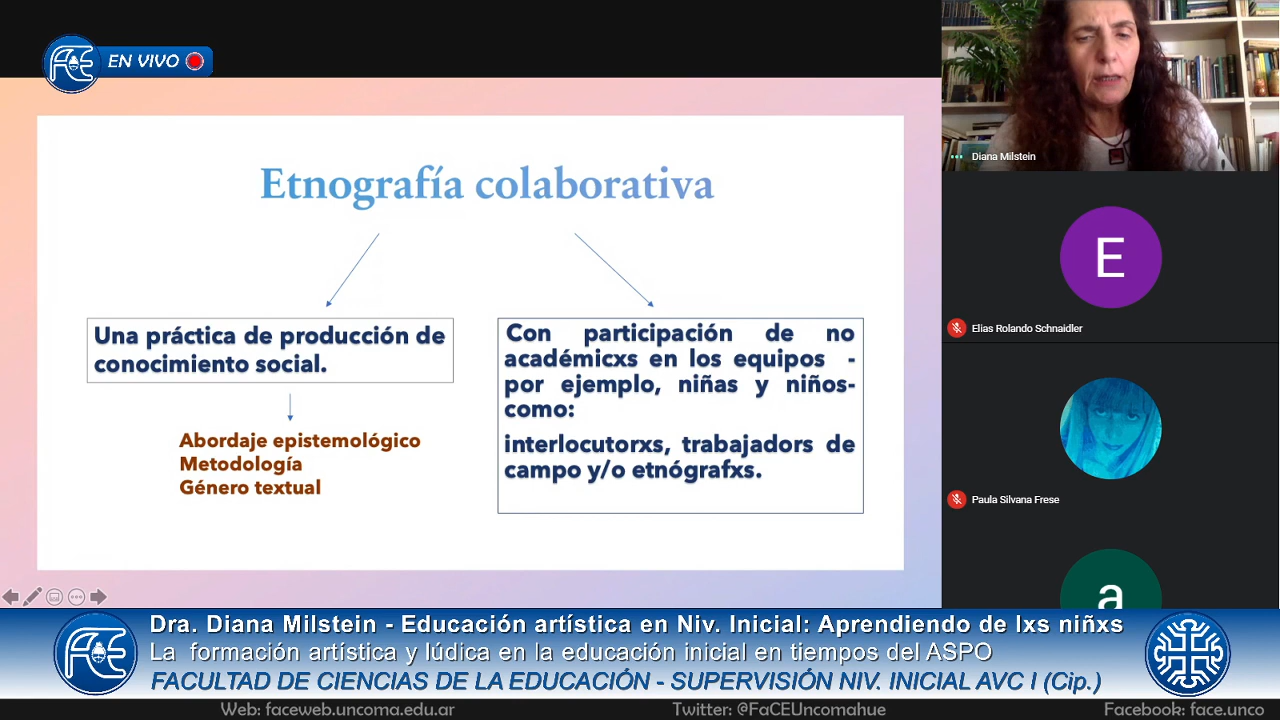 EN VIVO
Etnografía colaborativa
Una práctica de producción de
conocimiento social.
Abordaje epistemológico
Metodología
Género textual
Con participación de no
académicxs en los equipos -
por ejemplo, niñas y niños-
como:
interlocutorxs, trabajadors de
campo y/o etnógrafxs.
Diana Milstein
E
Elias Rolando Schnaidler
Paula Silvana Frese
a
Dra. Diana Milstein - Educación artística en Niv. Inicial: Aprendiendo de lxs niñxs
La formación artística y lúdica en la educación inicial en tiempos del ASPO
FACULTAD DE CIENCIAS DE LA EDUCACIÓN - SUPERVISIÓN NIV. INICIAL AVC I (Cip.)
Web: faceweb.uncoma.edu.ar Twitter: @FaCEUncomahue Facebook: face.unco